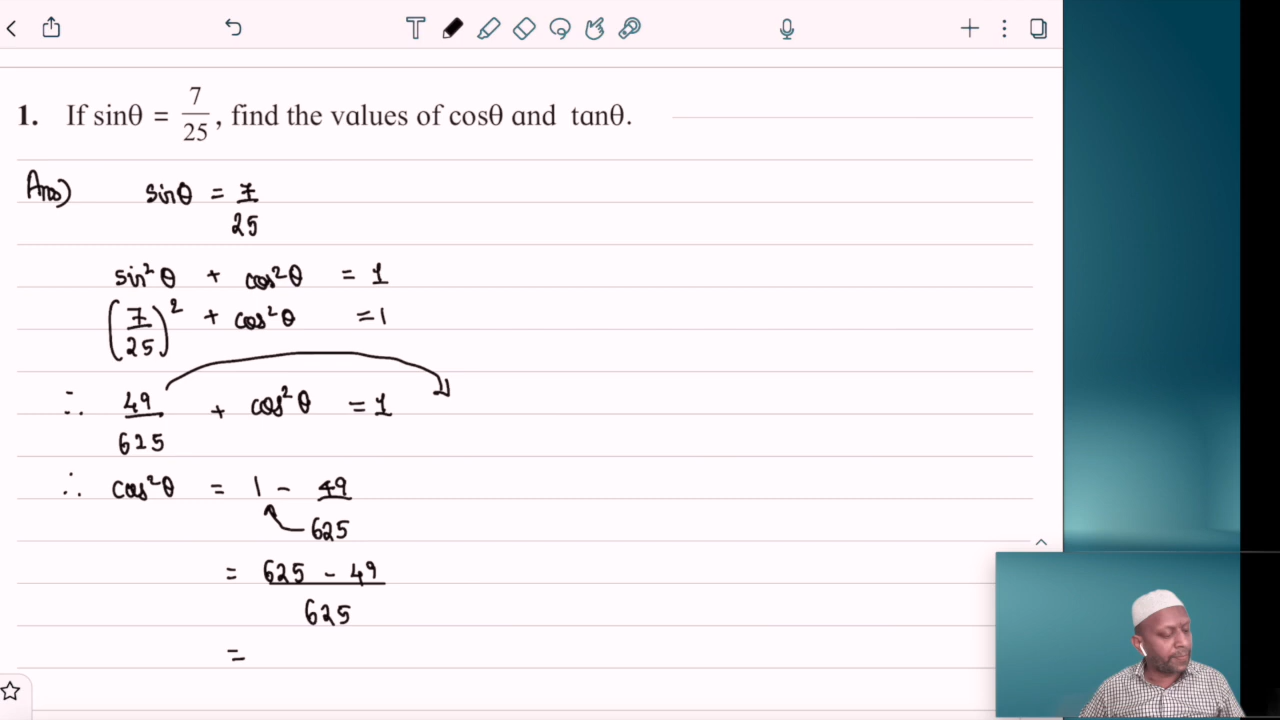 1. If sinθ = 7/25, find the values of cosθ and tanθ.
Ans) sinθ = 7/25
sin²θ + cos²θ = 1
(7/25)² + cos²θ = 1
∴ 49/625 + cos²θ = 1
∴ cos²θ = 1 - 49/625
= 625 - 49/625
=